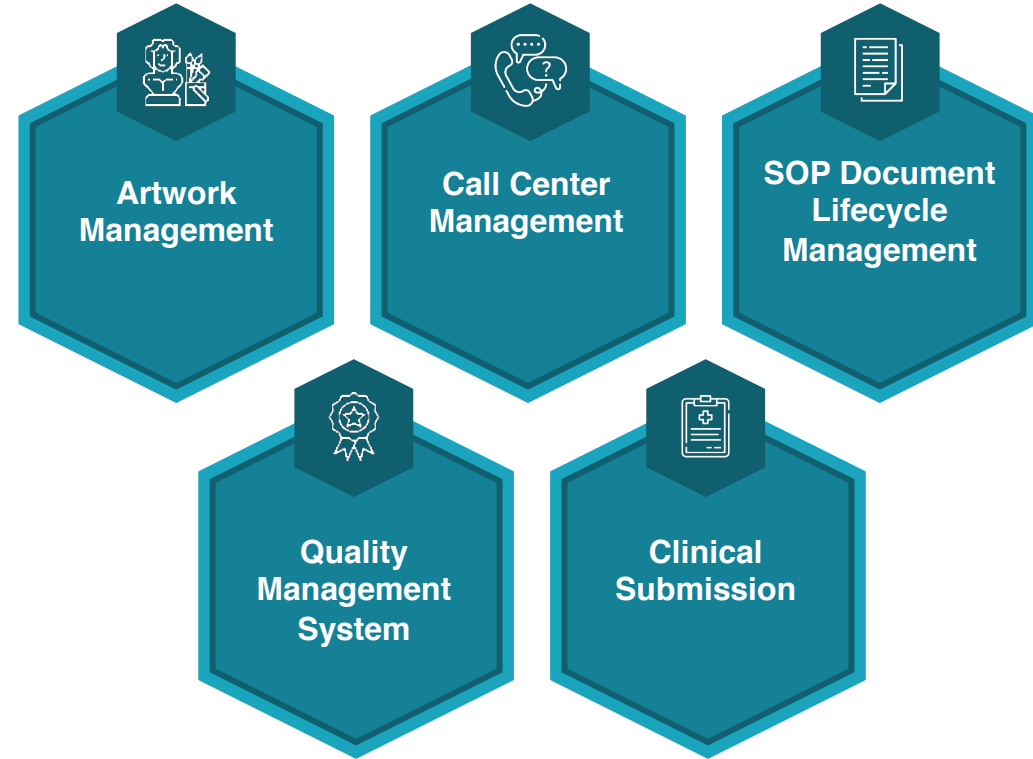 Artwork
Management
Call Center
Management
SOP Document
Lifecycle
Management
Quality
Management
System
Clinical
Submission